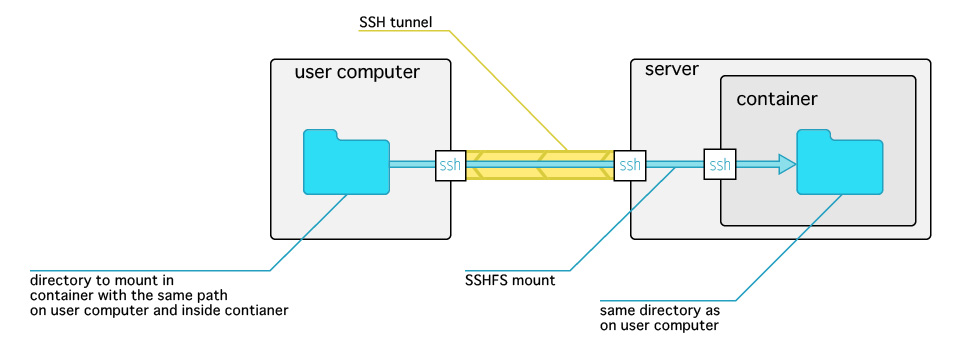 SSH tunnel
user computer
server
container
ssh
ssh
ssh
directory to mount in
container with the same path
on user computer and inside contianer
SSHFS mount
same directory as
on user computer